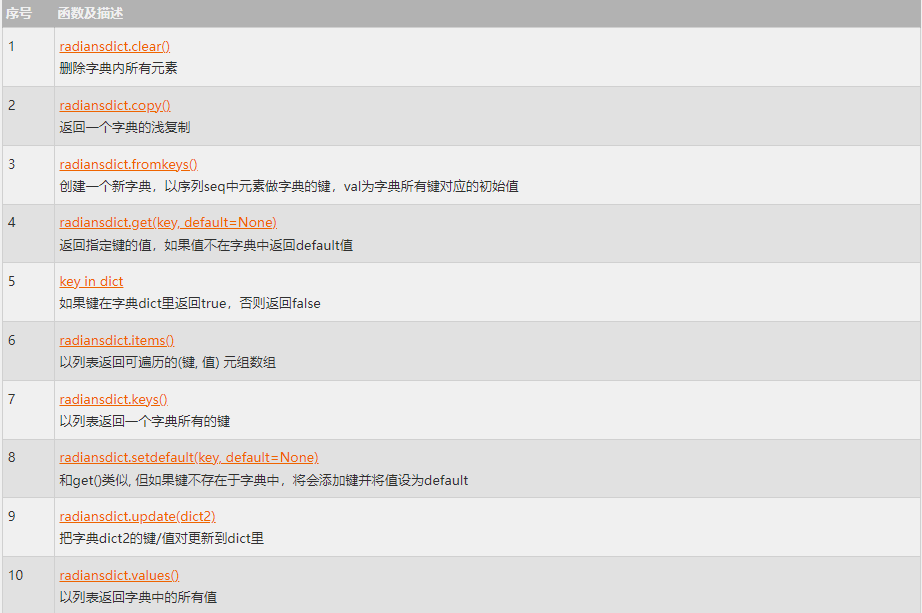 序号 函数及描述
1 radiansdict.clear()
删除字典内所有元素
2 radiansdict.copy()
返回一个字典的浅复制
3 radiansdict.fromkeys()
创建一个新字典，以序列seq中元素做字典的键，val为字典所有键对应的初始值
4 radiansdict.get(key, default=None)
返回指定键的值，如果值不在字典中返回default值
5 key in dict
如果键在字典dict里返回true，否则返回false
6 radiansdict.items()
以列表返回可遍历的(键, 值) 元组数组
7 radiansdict.keys()
以列表返回一个字典所有的键
8 radiansdict.setdefault(key, default=None)
和get()类似, 但如果键不存在于字典中，将会添加键并将值设为default
9 radiansdict.update(dict2)
把字典dict2的键/值对更新到dict里
10 radiansdict.values()
以列表返回字典中的所有值